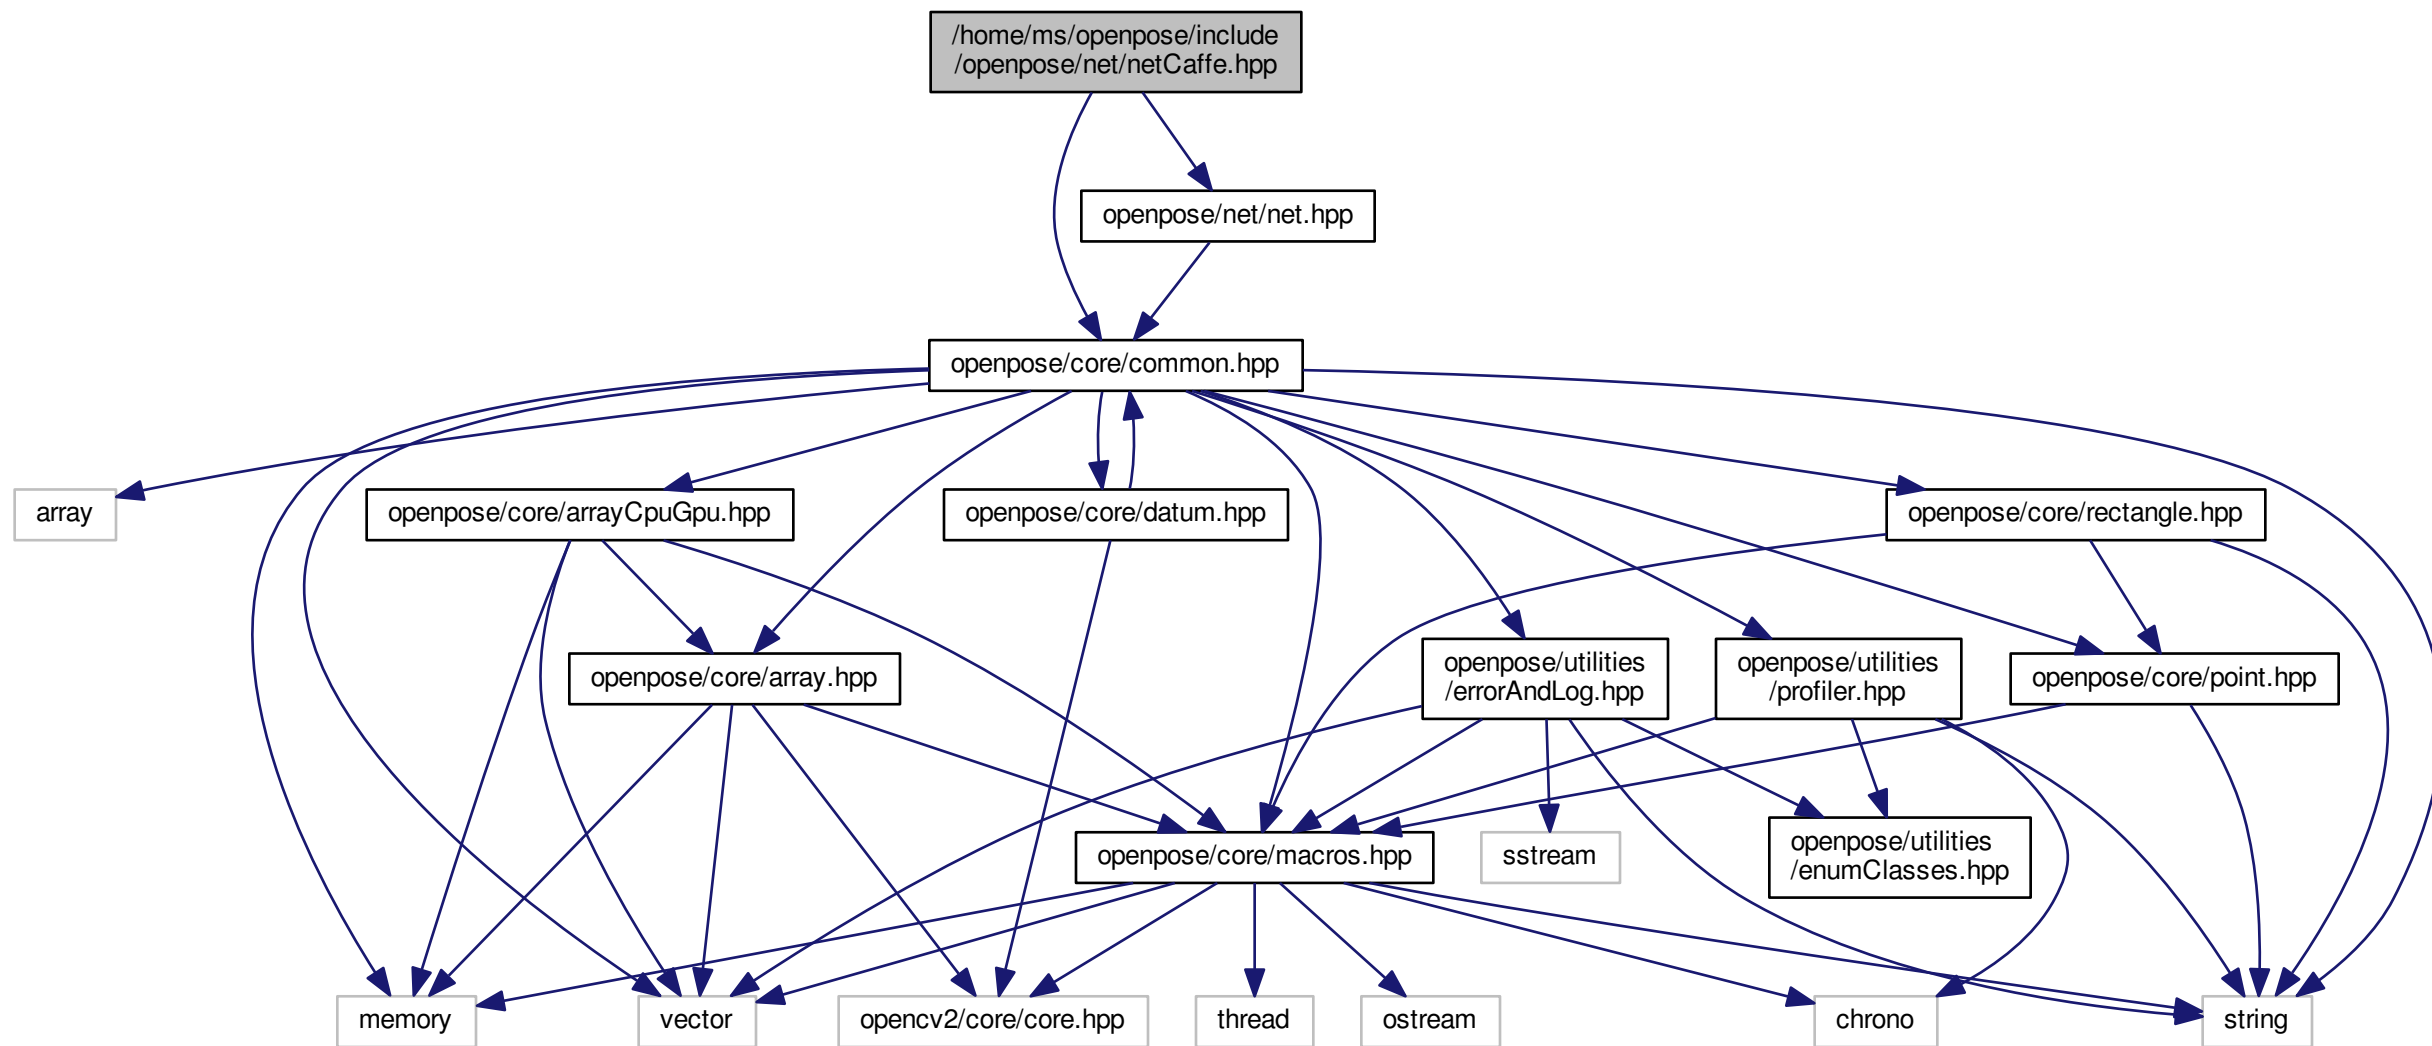 /home/ms/openpose/include
/openpose/net/netCaffe.hpp
openpose/net/net.hpp
openpose/core/common.hpp
array
openpose/core/arrayCpuGpu.hpp
openpose/core/datum.hpp
openpose/core/rectangle.hpp
openpose/core/array.hpp
openpose/utilities
/errorAndLog.hpp
openpose/utilities
/profiler.hpp
openpose/core/point.hpp
openpose/core/macros.hpp
sstream
openpose/utilities
/enumClasses.hpp
memory
vector
opencv2/core/core.hpp
thread
ostream
chrono
string